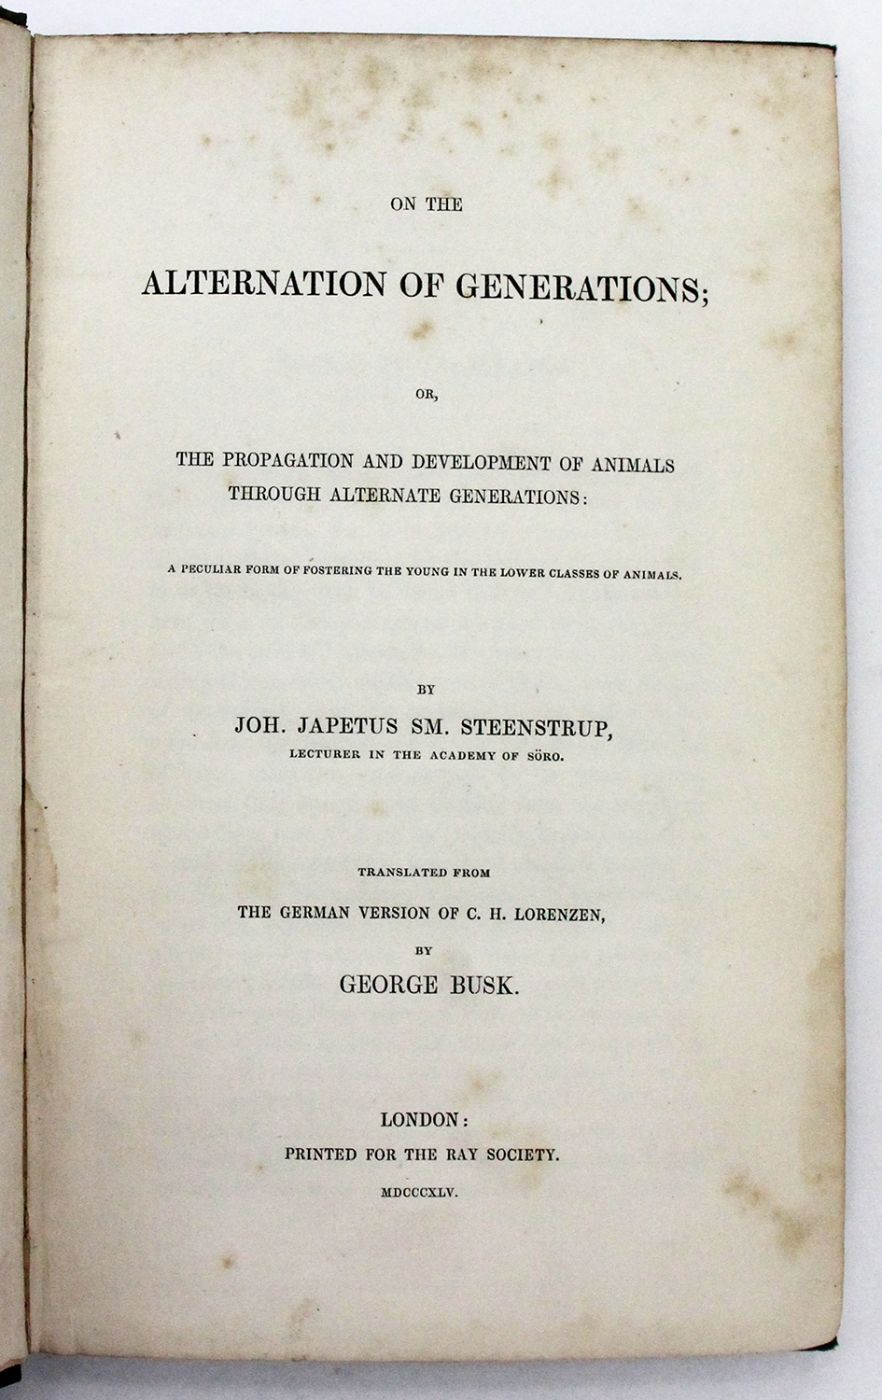 ON THE
ALTERNATION OF GENERATIONS;
OR,
THE PROPAGATION AND DEVELOPMENT OF ANIMALS
THROUGH ALTERNATE GENERATIONS:
A PECULIAR FORM OF FOSTERING THE YOUNG IN THE LOWER CLASSES OF ANIMALS.
BY
JOH. JAPETUS SM. STEENSTRUP,
LECTURER IN THE ACADEMY OF SÖRO.
TRANSLATED FROM
THE GERMAN VERSION OF C. H. LORENZEN,
BY
GEORGE BUSK.
LONDON:
PRINTED FOR THE RAY SOCIETY.
MDCCCXLV.